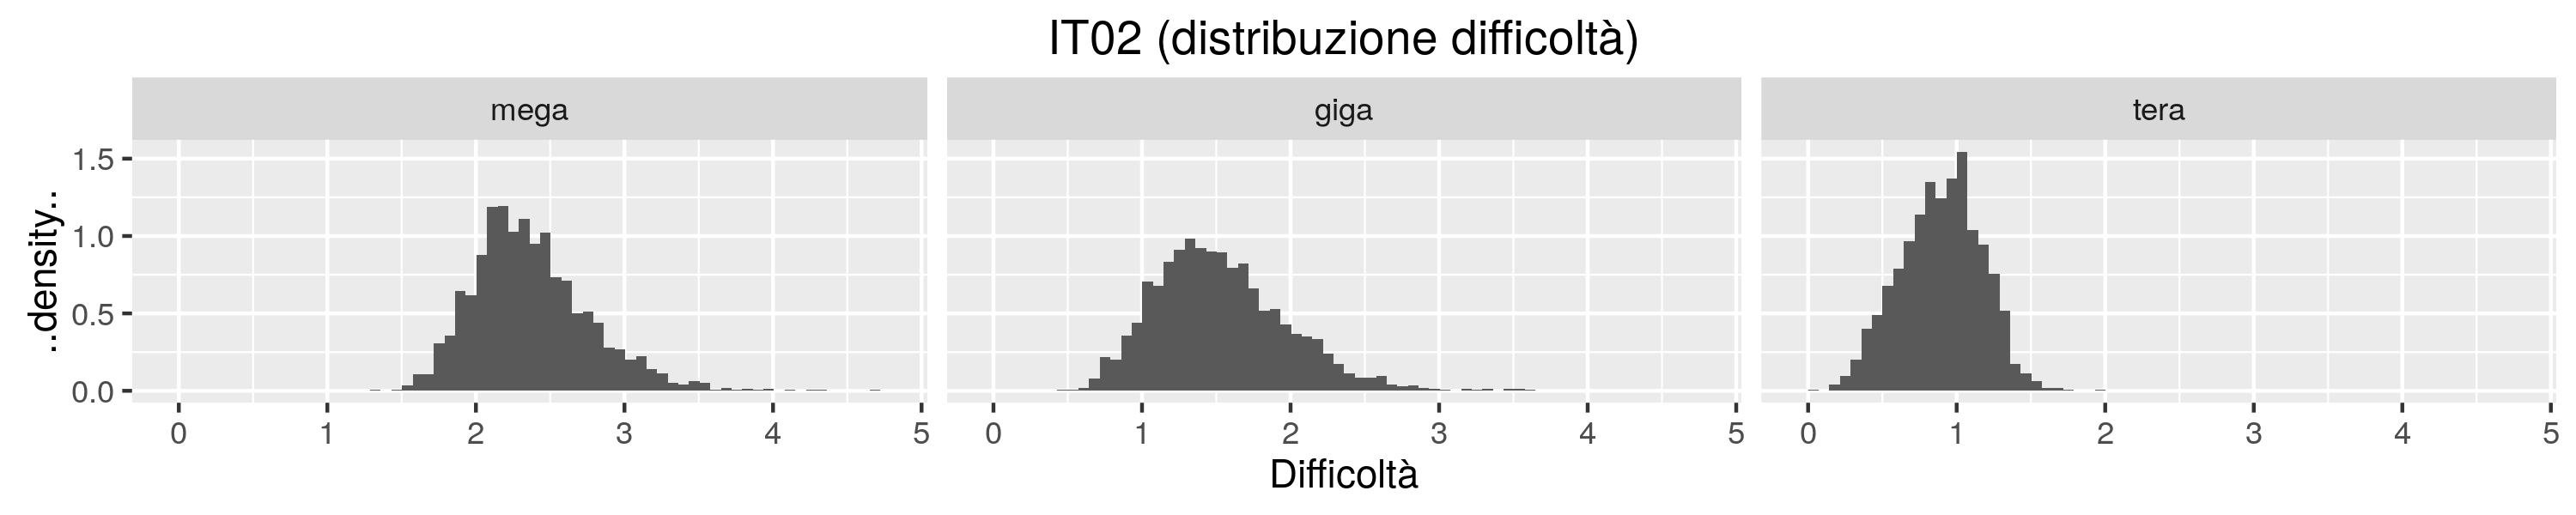 IT02 (distribuzione difficoltà)
mega giga tera
..density..
1.5
1.0
0.5
0.0
0 1 2 3 4 5 0 1 2 3 4 5 0 1 2 3 4 5
Difficoltà